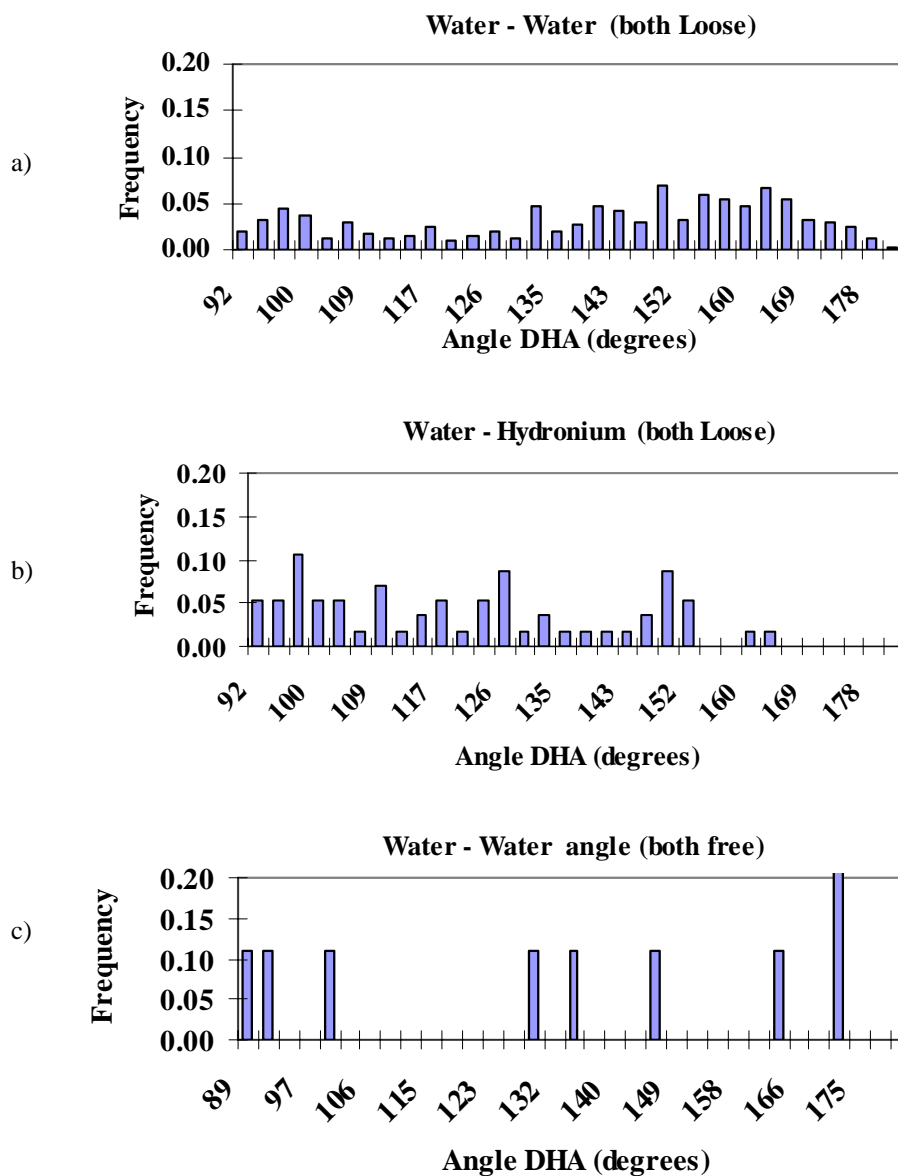 Water - Water (both Loose)
0.20
0.15
0.10
0.05
0.00
Frequency
a)
92 100 109 117 126 135 143 152 160 169 178
Angle DHA (degrees)
Water - Hydronium (both Loose)
0.20
0.15
0.10
0.05
0.00
Frequency
b)
92 100 109 117 126 135 143 152 160 169 178
Angle DHA (degrees)
Water - Water angle (both free)
0.20
0.15
0.10
0.05
0.00
Frequency
c)
89 97 106 115 123 132 140 149 158 166 175
Angle DHA (degrees)